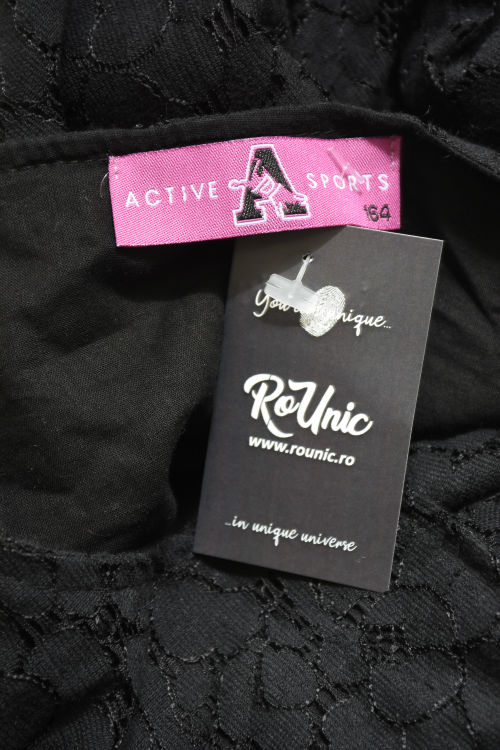 ACTIVE A SPORTS
164
You unique...
RoUnic
www.rounic.ro
...in unique universe